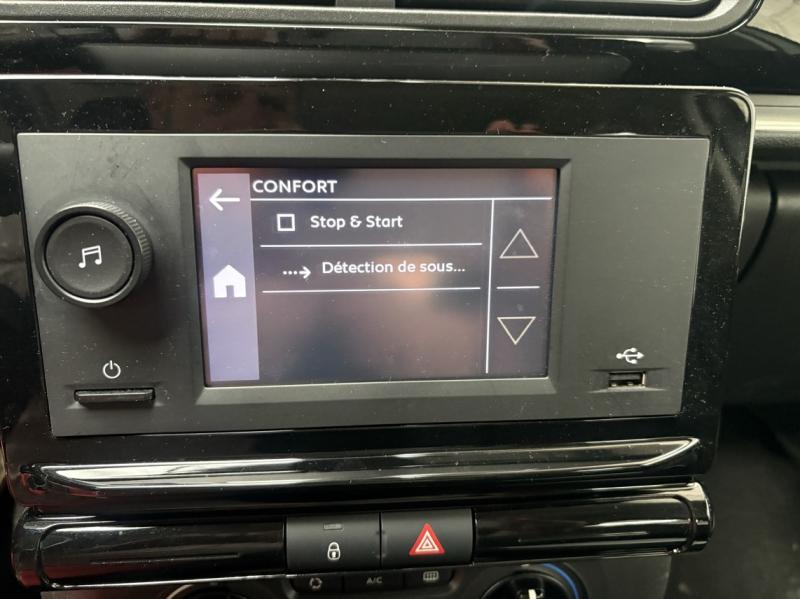 CONFORT
Stop & Start
Détection de sous...
A/C